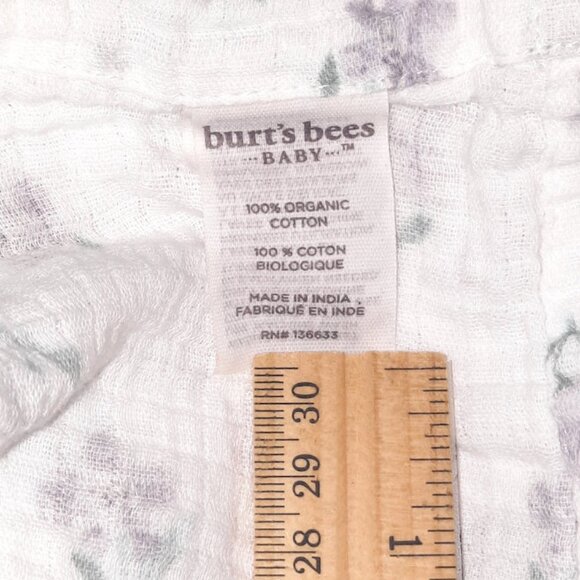 burt's bees
···BABY···™
100% ORGANIC
COTTON
100 % COTON
BIOLOGIQUE
MADE IN INDIA
FABRIQUÉ EN INDE
RN# 136633
30
29
28
1